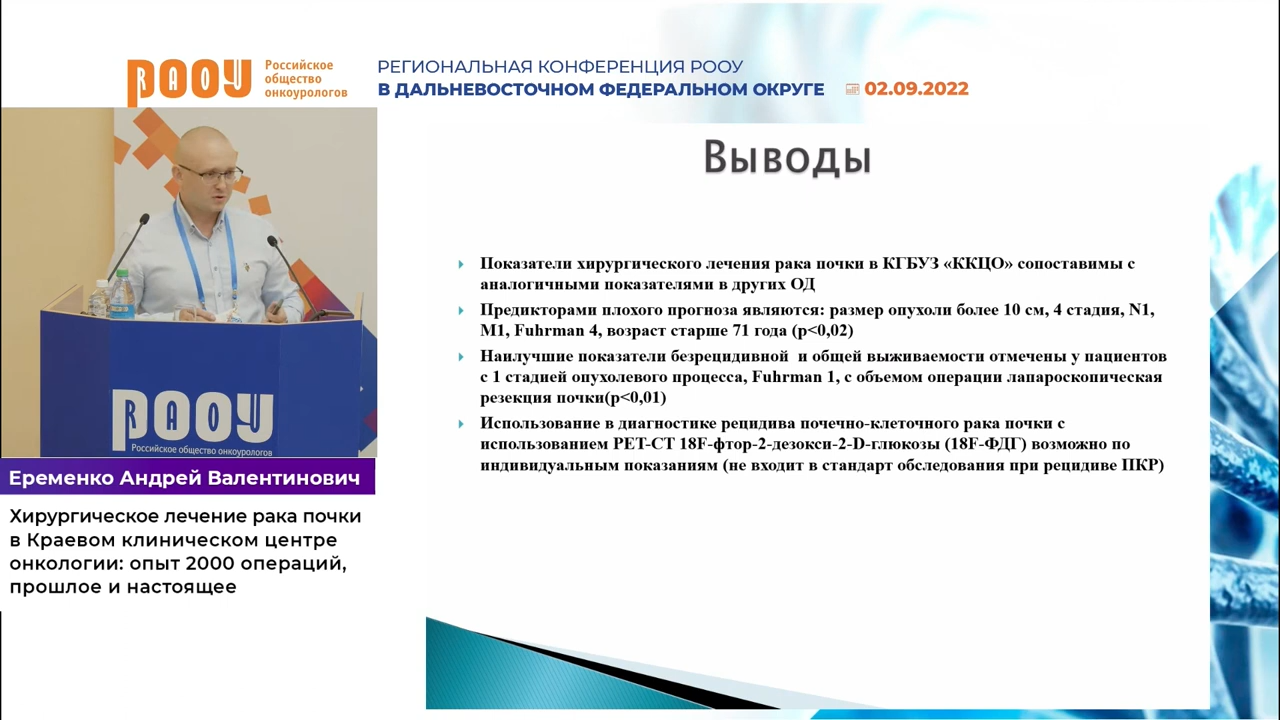 РООУ
RAOU
Российское
общество
онкоурологов
РЕГИОНАЛЬНАЯ КОНФЕРЕНЦИЯ РООУ
В ДАЛЬНЕВОСТОЧНОМ ФЕДЕРАЛЬНОМ ОКРУГЕ 02.09.2022
РООУ
RAOU
Российское общество онкоурологов
Еременко Андрей Валентинович
Хирургическое лечение рака почки
в Краевом клиническом центре
онкологии: опыт 2000 операций,
прошлое и настоящее
Выводы
Показатели хирургического лечения рака почки в КГБУЗ «ККЦО» сопоставимы с
аналогичными показателями в других ОД
Предикторами плохого прогноза являются: размер опухоли более 10 см, 4 стадия, N1,
M1, Fuhrman 4, возраст старше 71 года (p<0,02)
Наилучшие показатели безрецидивной и общей выживаемости отмечены у пациентов
с 1 стадией опухолевого процесса, Fuhrman 1, с объемом операции лапароскопическая
резекция почки(p<0,01)
Использование в диагностике рецидива почечно-клеточного рака почки с
использованием PET-CT 18F-фтор-2-дезокси-2-D-глюкозы (18F-ФДГ) возможно по
индивидуальным показаниям (не входит в стандарт обследования при рецидиве ПКР)